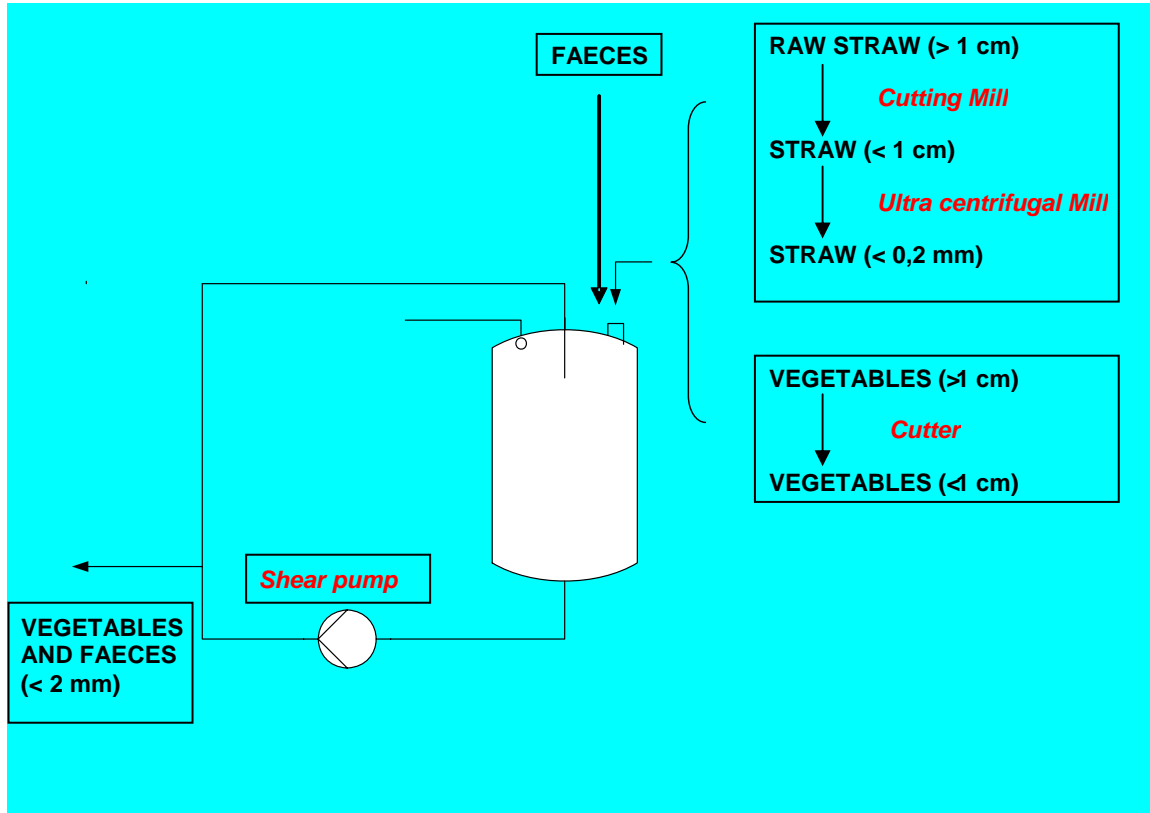 FAECES
RAW STRAW (> 1 cm)
Cutting Mill
STRAW (< 1 cm)
Ultra centrifugal Mill
STRAW (< 0,2 mm)
VEGETABLES (>1 cm)
Cutter
VEGETABLES (<1 cm)
Shear pump
VEGETABLES
AND FAECES
(< 2 mm)